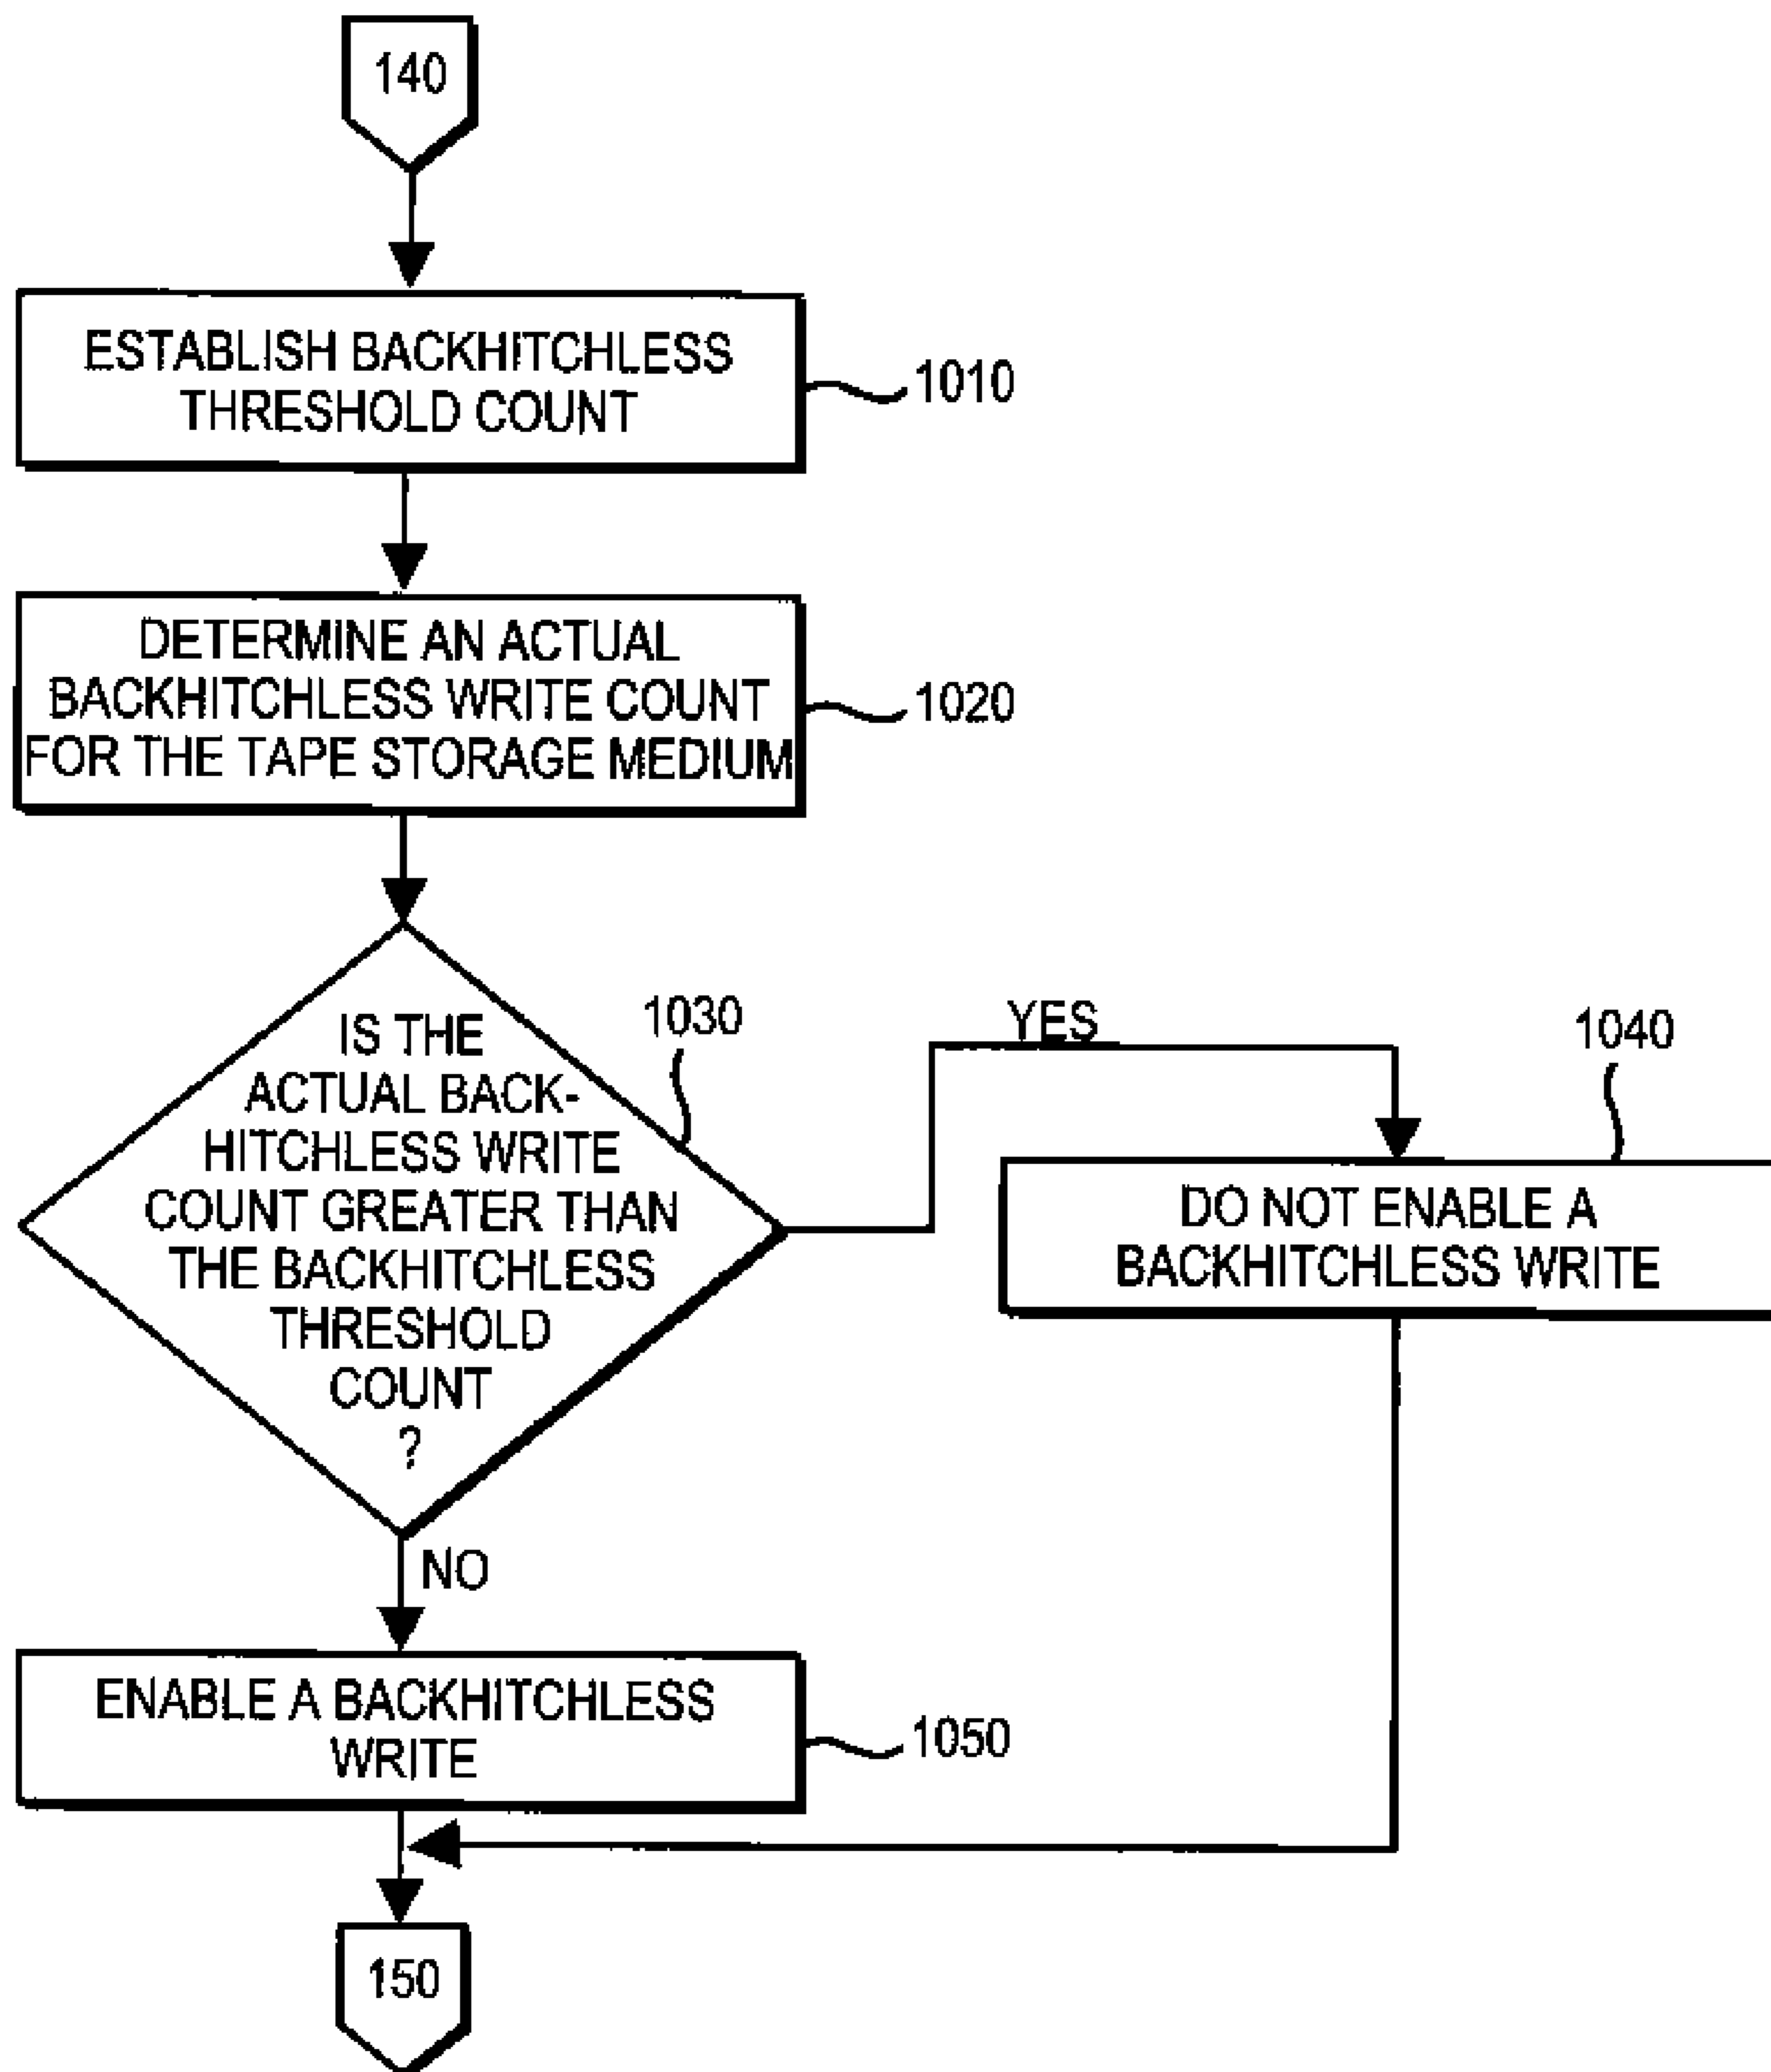 140
ESTABLISH BACKHITCHLESS
THRESHOLD COUNT
1010
DETERMINE AN ACTUAL
BACKHITCHLESS WRITE COUNT
FOR THE TAPE STORAGE MEDIUM
1020
IS THE
ACTUAL BACK-
HITCHLESS WRITE
COUNT GREATER THAN
THE BACKHITCHLESS
THRESHOLD
COUNT
?
1030
YES
1040
DO NOT ENABLE A
BACKHITCHLESS WRITE
NO
ENABLE A BACKHITCHLESS
WRITE
1050
150